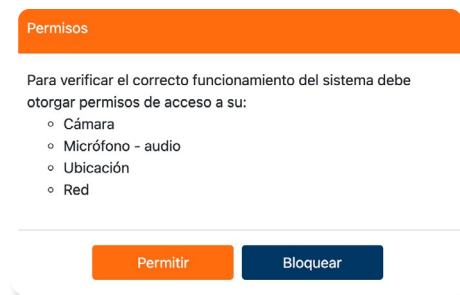 Permisos
Para verificar el correcto funcionamiento del sistema debe
otorgar permisos de acceso a su:
Cámara
Micrófono - audio
Ubicación
Red
Permitir
Bloquear